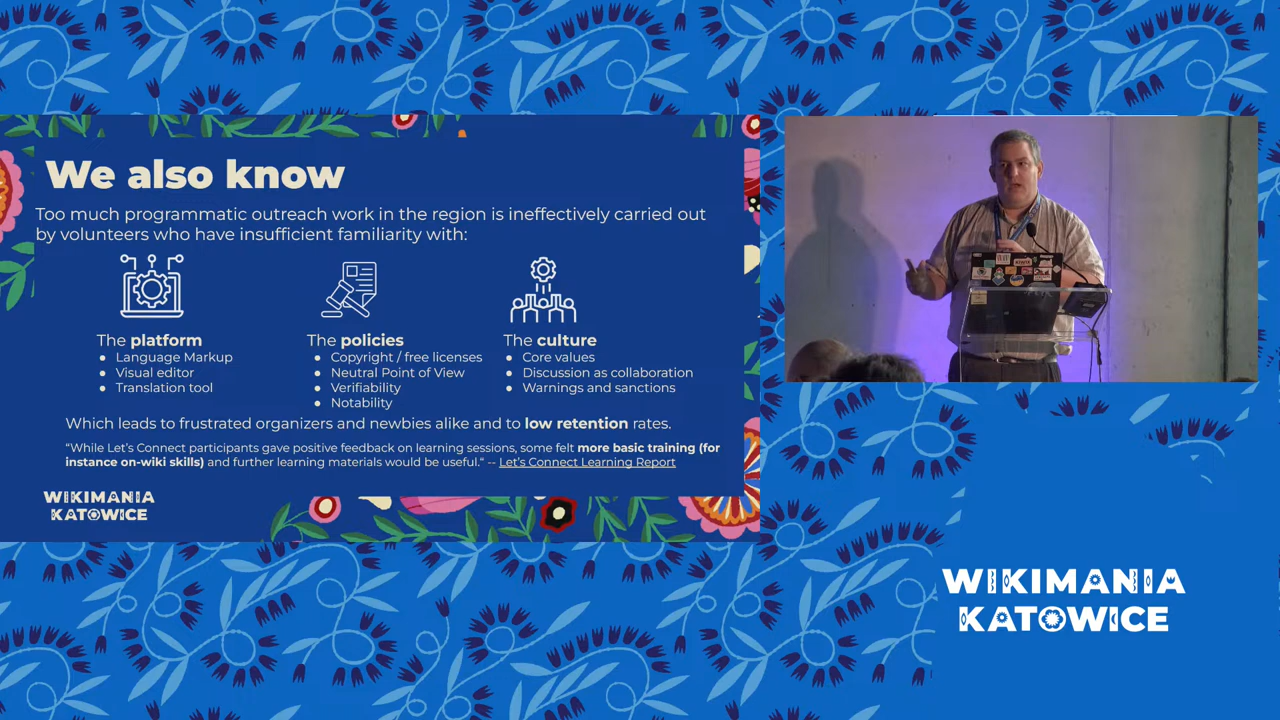 We also know
Too much programmatic outreach work in the region is ineffectively carried out
by volunteers who have insufficient familiarity with:
The platform
● Language Markup
● Visual editor
● Translation tool
The policies
● Copyright / free licenses
● Neutral Point of View
● Verifiability
● Notability
The culture
● Core values
● Discussion as collaboration
● Warnings and sanctions
Which leads to frustrated organizers and newbies alike and to low retention rates.
“While Let’s Connect participants gave positive feedback on learning sessions, some felt more basic training (for
instance on-wiki skills) and further learning materials would be useful.“ -- Let’s Connect Learning Report
WIKIMANIA
KATOWICE
WIKIMANIA
KATOWICE